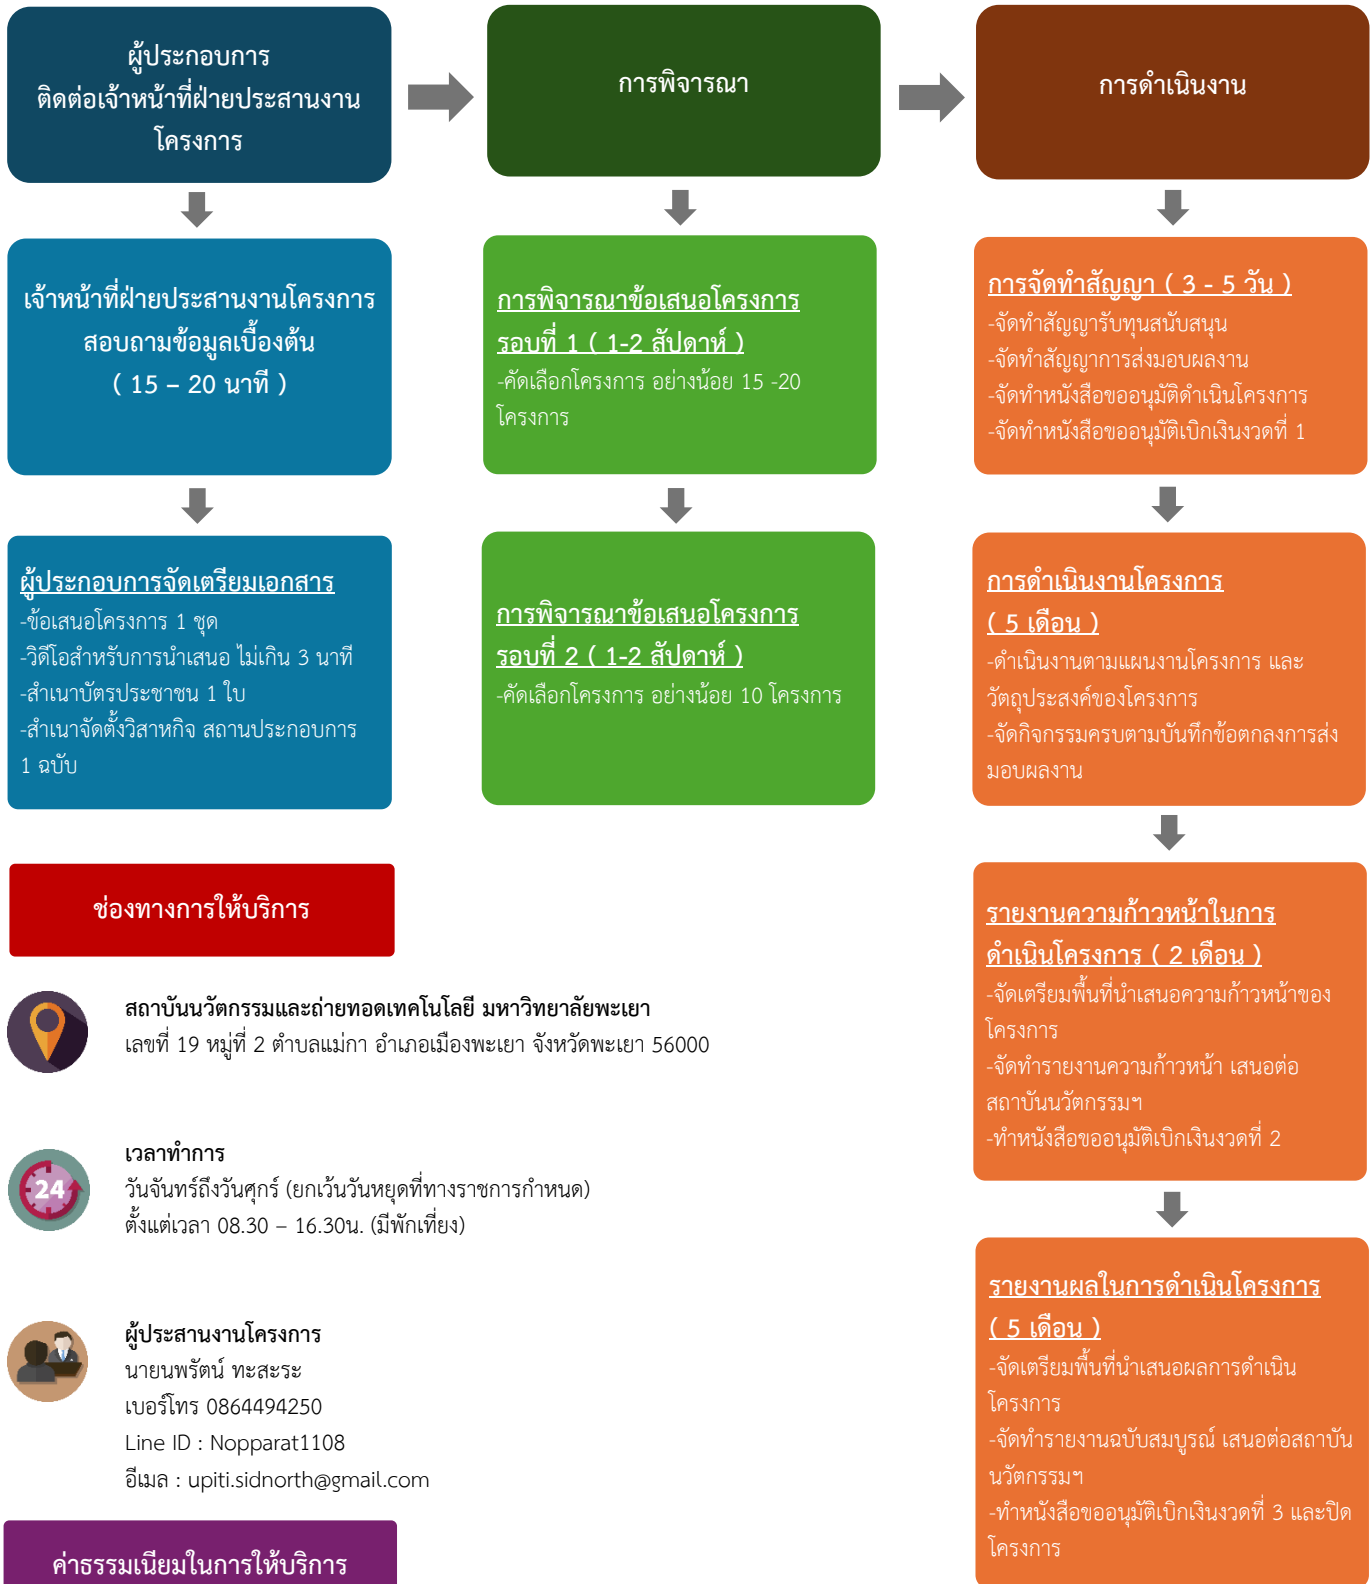 ผู้ประกอบการ
ติดต่อเจ้าหน้าที่ฝ่ายประสานงาน
โครงการ
การพิจารณา
การดำเนินงาน
เจ้าหน้าที่ฝ่ายประสานงานโครงการ
สอบถามข้อมูลเบื้องต้น
( 15 – 20 นาที )
ผู้ประกอบการจัดเตรียมเอกสาร
-ข้อเสนอโครงการ 1 ชุด
-วิดีโอสำหรับการนำเสนอ ไม่เกิน 3 นาที
-สำเนาบัตรประชาชน 1 ใบ
-สำเนาจัดตั้งวิสาหกิจ สถานประกอบการ
1 ฉบับ
การพิจารณาข้อเสนอโครงการ
รอบที่ 1 ( 1-2 สัปดาห์ )
-คัดเลือกโครงการ อย่างน้อย 15 -20
โครงการ
การพิจารณาข้อเสนอโครงการ
รอบที่ 2 ( 1-2 สัปดาห์ )
-คัดเลือกโครงการ อย่างน้อย 10 โครงการ
การจัดทำสัญญา ( 3 - 5 วัน )
-จัดทำสัญญารับทุนสนับสนุน
-จัดทำสัญญาการส่งมอบผลงาน
-จัดทำหนังสือขออนุมัติดำเนินโครงการ
-จัดทำหนังสือขออนุมัติเบิกเงินงวดที่ 1
การดำเนินงานโครงการ
( 5 เดือน )
-ดำเนินงานตามแผนงานโครงการ และ
วัตถุประสงค์ของโครงการ
-จัดกิจกรรมครบตามบันทึกข้อตกลงการส่ง
มอบผลงาน
รายงานความก้าวหน้าในการ
ดำเนินโครงการ ( 2 เดือน )
-จัดเตรียมพื้นที่นำเสนอความก้าวหน้าของ
โครงการ
-จัดทำรายงานความก้าวหน้า เสนอต่อ
สถาบันนวัตกรรมฯ
-ทำหนังสือขออนุมัติเบิกเงินงวดที่ 2
รายงานผลในการดำเนินโครงการ
( 5 เดือน )
-จัดเตรียมพื้นที่นำเสนอผลการดำเนิน
โครงการ
-จัดทำรายงานฉบับสมบูรณ์ เสนอต่อสถาบัน
นวัตกรรมฯ
-ทำหนังสือขออนุมัติเบิกเงินงวดที่ 3 และปิด
โครงการ
ช่องทางการให้บริการ
สถาบันนวัตกรรมและถ่ายทอดเทคโนโลยี มหาวิทยาลัยพะเยา
เลขที่ 19 หมู่ที่ 2 ตำบลแม่กา อำเภอเมืองพะเยา จังหวัดพะเยา 56000
24
เวลาทำการ
วันจันทร์ถึงวันศุกร์ (ยกเว้นวันหยุดที่ทางราชการกำหนด)
ตั้งแต่เวลา 08.30 – 16.30น. (มีพักเที่ยง)
ผู้ประสานงานโครงการ
นายนพรัตน์ ทะสะระ
เบอร์โทร 0864494250
Line ID : Nopparat1108
อีเมล : upiti.sidnorth@gmail.com
ค่าธรรมเนียมในการให้บริการ